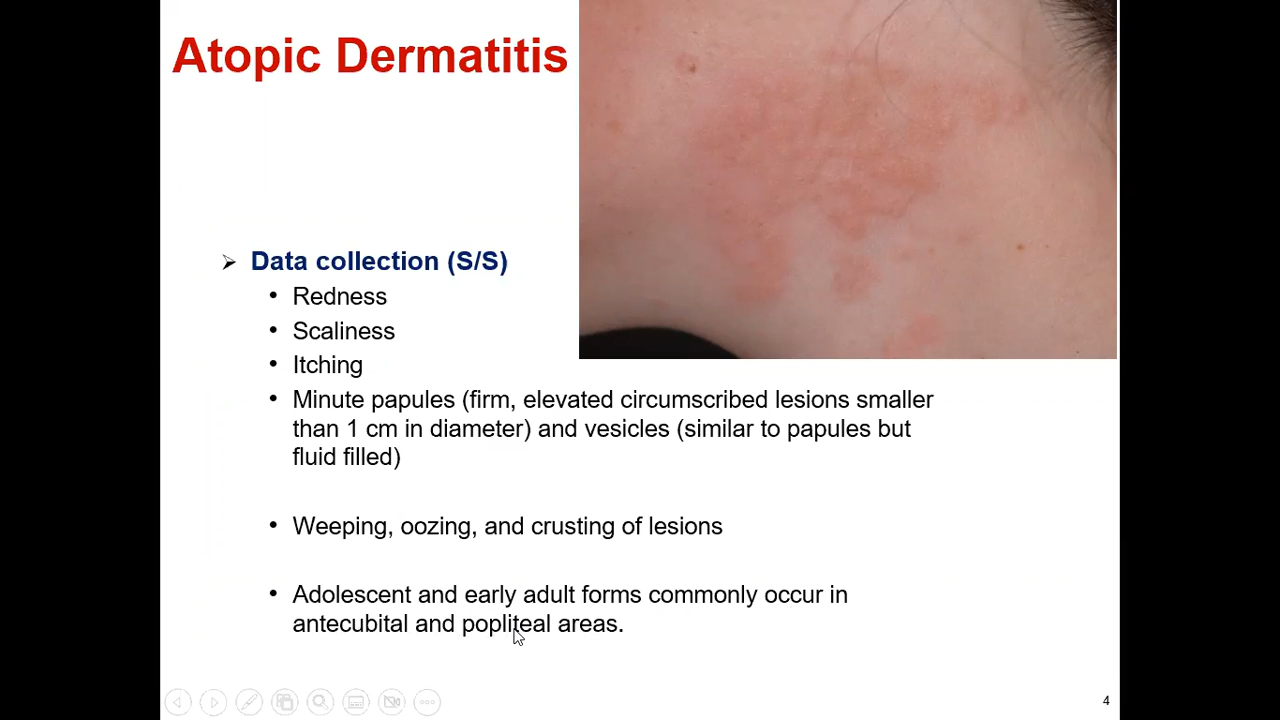 Atopic Dermatitis
➢ Data collection (S/S)
• Redness
• Scaliness
• Itching
• Minute papules (firm, elevated circumscribed lesions smaller
than 1 cm in diameter) and vesicles (similar to papules but
fluid filled)
• Weeping, oozing, and crusting of lesions
• Adolescent and early adult forms commonly occur in
antecubital and popliteal areas.
4